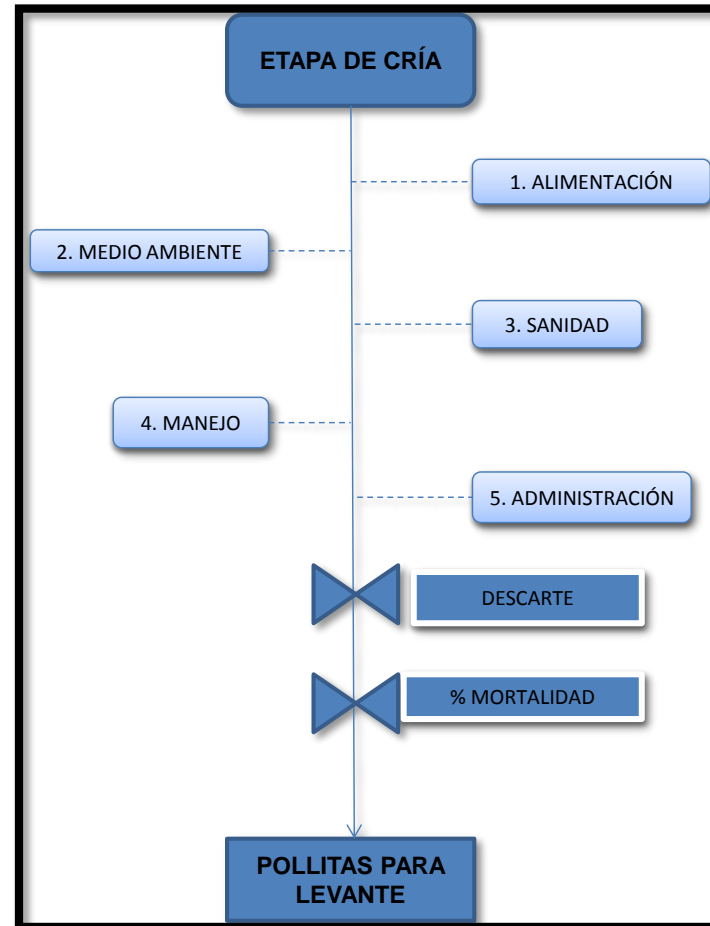 ETAPA DE CRÍA
1. ALIMENTACIÓN
2. MEDIO AMBIENTE
3. SANIDAD
4. MANEJO
5. ADMINISTRACIÓN
DESCARTE
% MORTALIDAD
POLLITAS PARA
LEVANTE